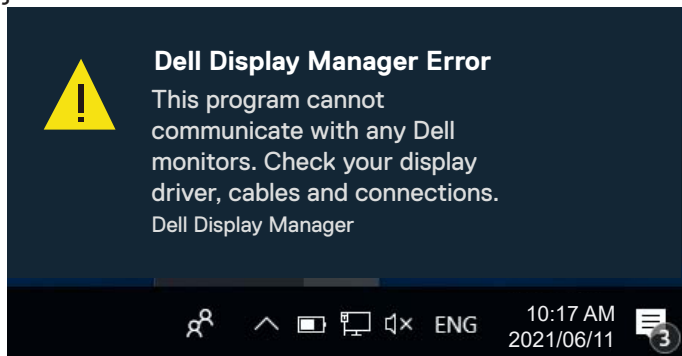 Dell Display Manager Error
This program cannot
communicate with any Dell
monitors. Check your display
driver, cables and connections.
Dell Display Manager
ENG
10:17 AM
2021/06/11
3